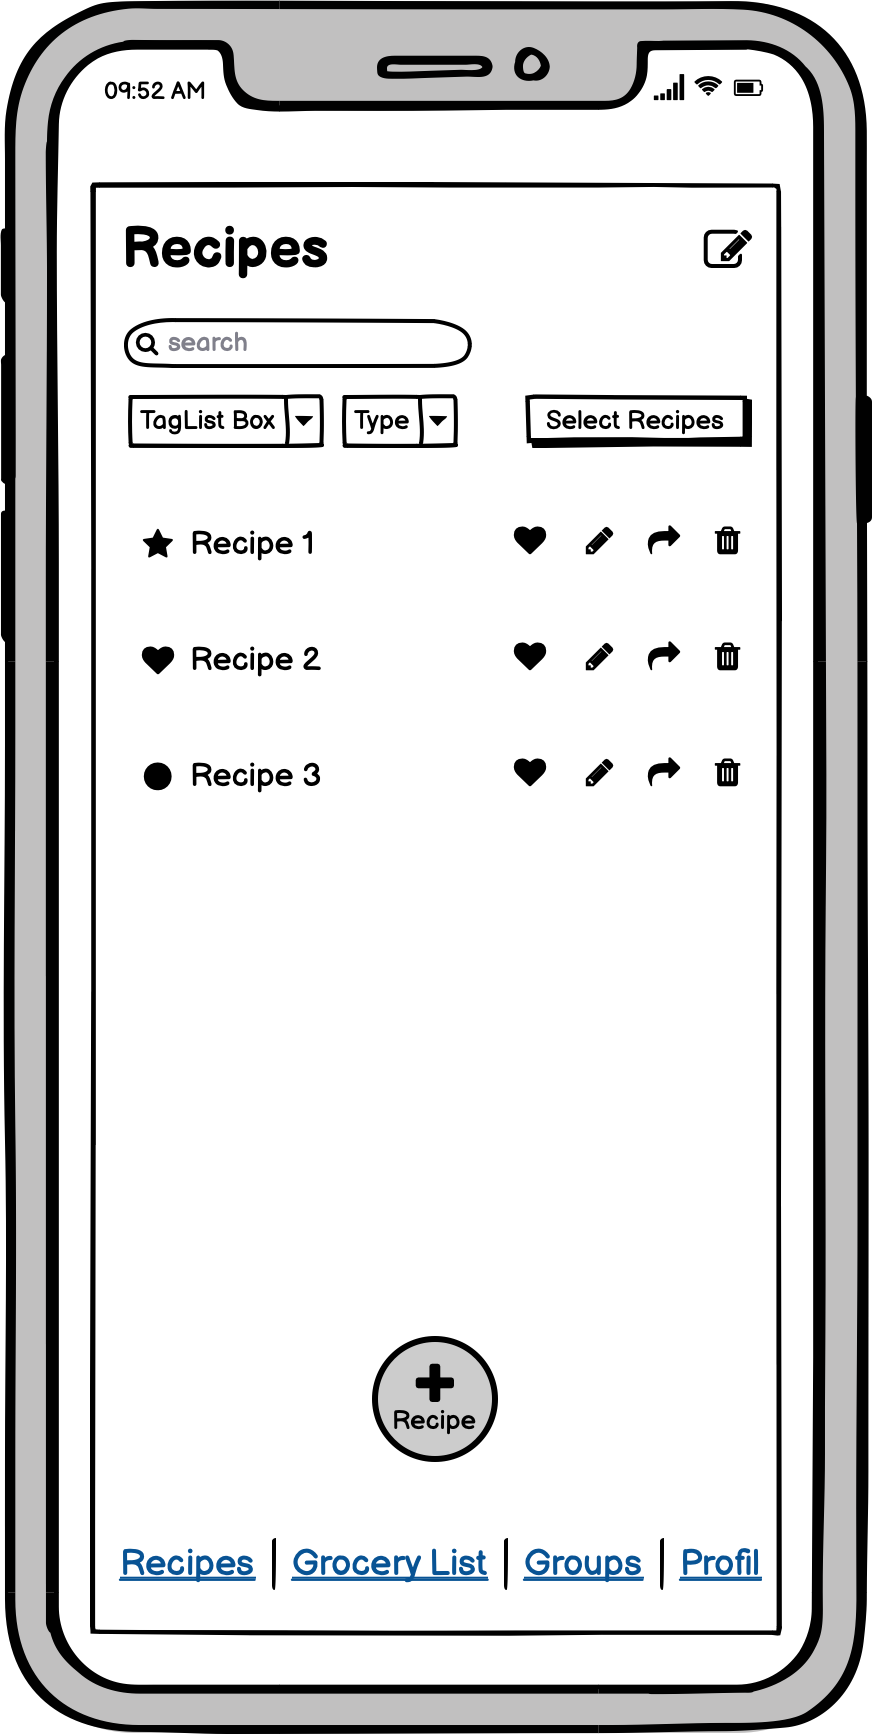 09:52 AM
Recipes
search
TagList Box Type Select Recipes
Recipe 1
Recipe 2
Recipe 3
Recipe
Recipes Grocery List Groups Profil